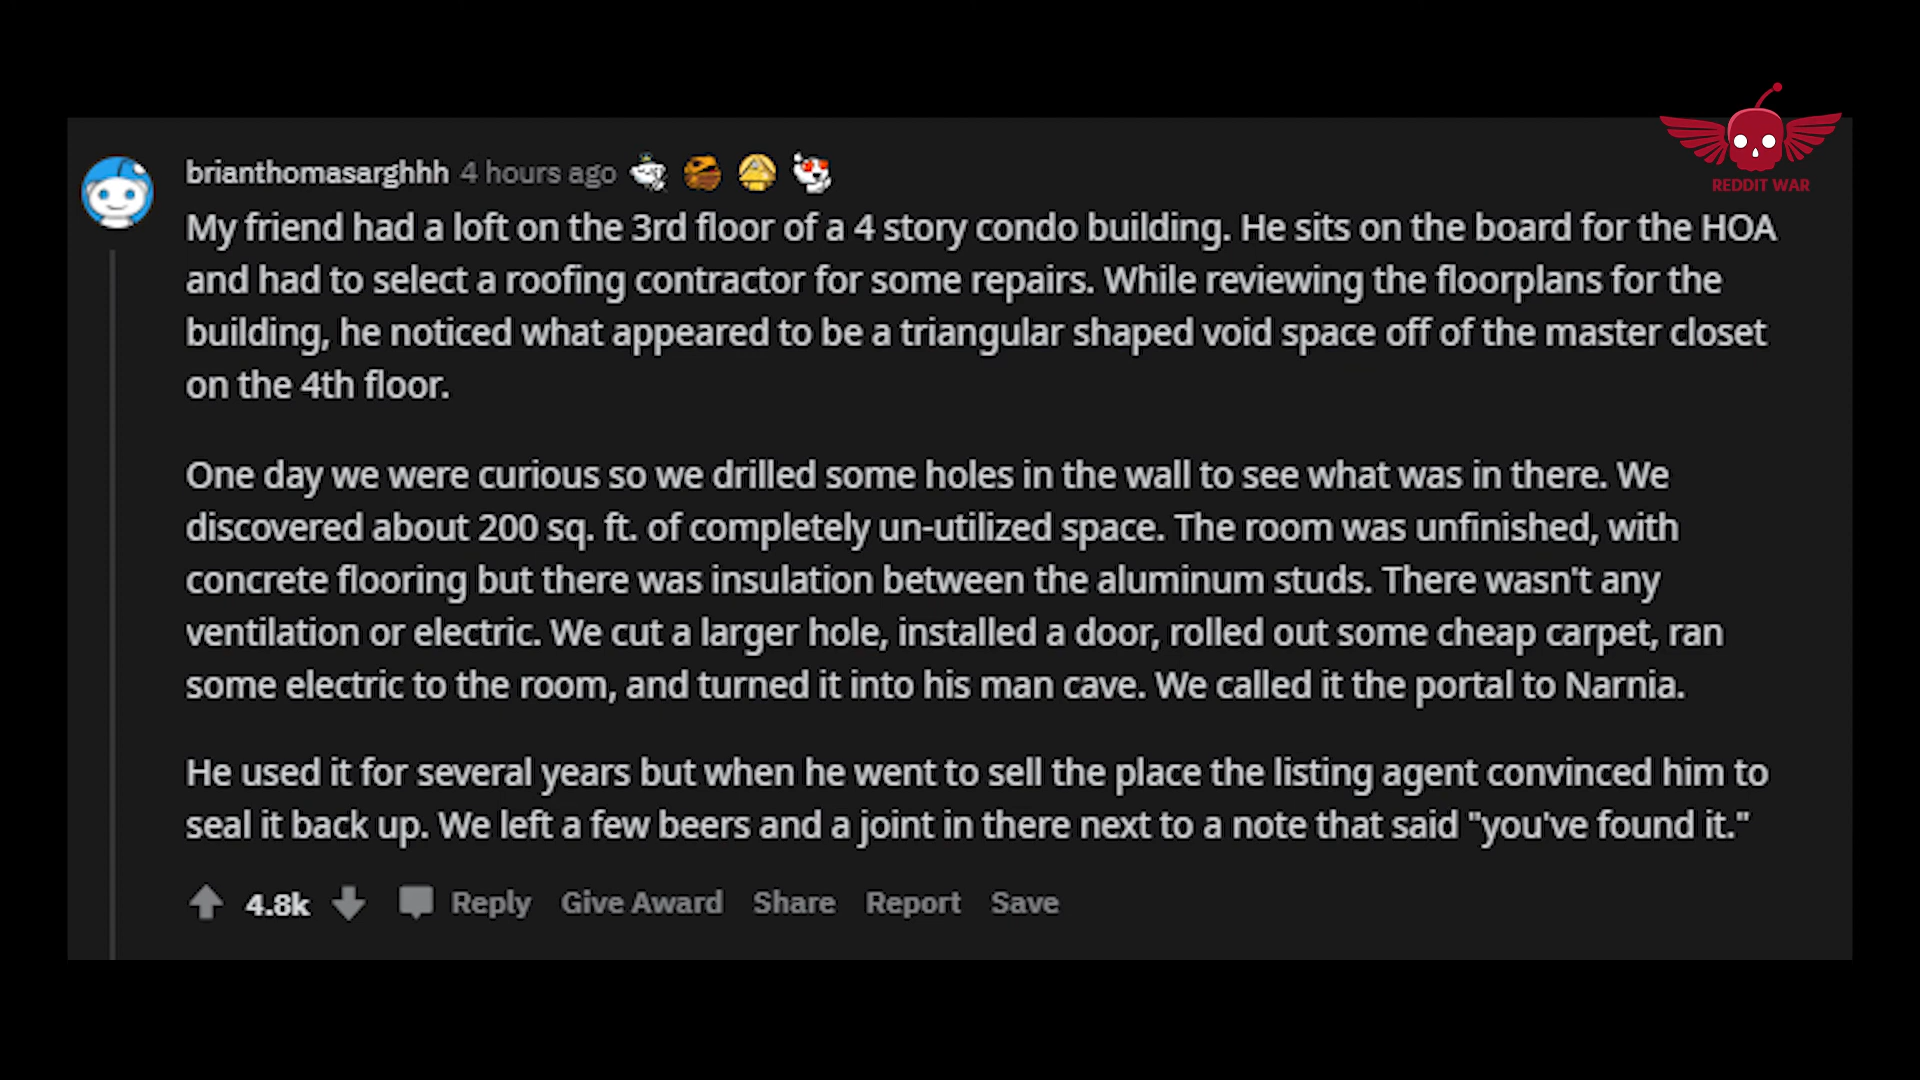 REDDIT WAR
brianthomasarghhh 4 hours ago
My friend had a loft on the 3rd floor of a 4 story condo building. He sits on the board for the HOA
and had to select a roofing contractor for some repairs. While reviewing the floorplans for the
building, he noticed what appeared to be a triangular shaped void space off of the master closet
on the 4th floor.
One day we were curious so we drilled some holes in the wall to see what was in there. We
discovered about 200 sq. ft. of completely un-utilized space. The room was unfinished, with
concrete flooring but there was insulation between the aluminum studs. There wasn't any
ventilation or electric. We cut a larger hole, installed a door, rolled out some cheap carpet, ran
some electric to the room, and turned it into his man cave. We called it the portal to Narnia.
He used it for several years but when he went to sell the place the listing agent convinced him to
seal it back up. We left a few beers and a joint in there next to a note that said "you've found it."
4.8k Reply Give Award Share Report Save